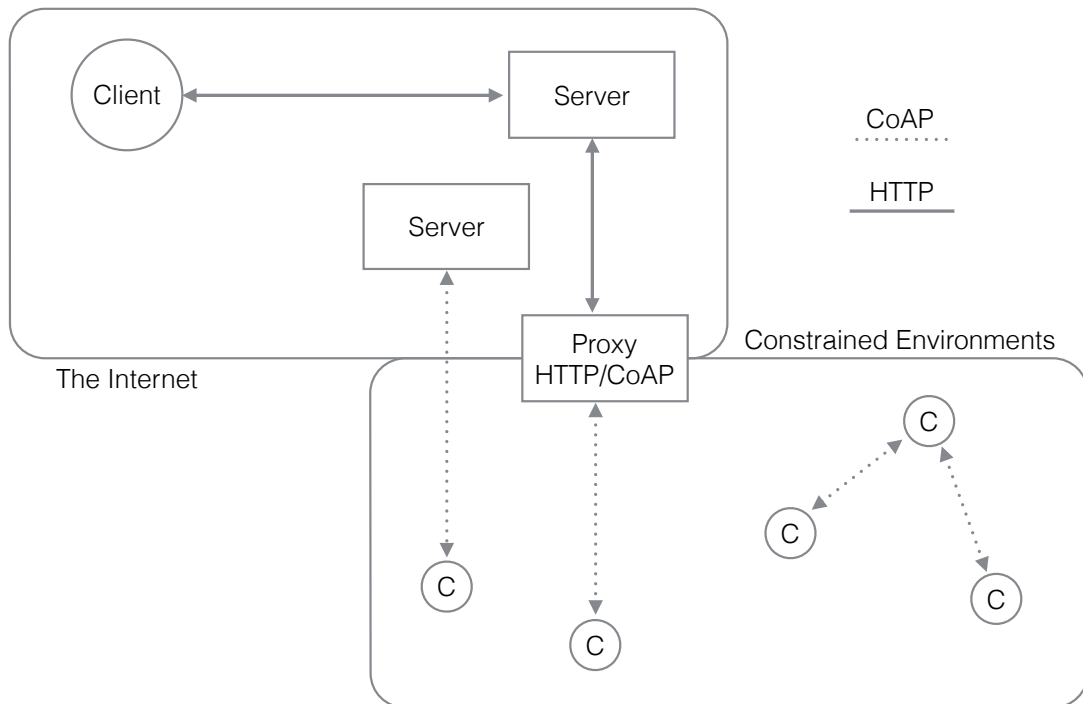 Client
Server
CoAP
HTTP
Server
Proxy
HTTP/CoAP
Constrained Environments
The Internet
C
C
C
C
C